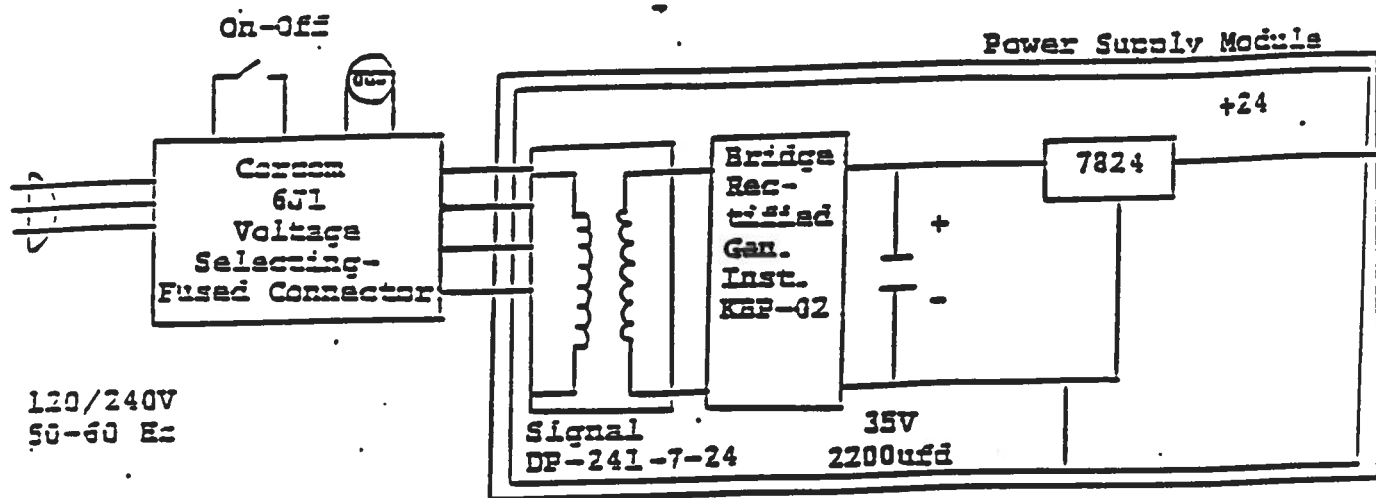 On-Off
Power Supply Module
+24
Corcom
6J1
Voltage
Selecting-
Fused Connector
Bridge
Rec-
tified
Gen.
Inst.
KBP-02
7824
+
-
120/240V
50-60 Hz
Signal
DP-241-7-24
35V
2200ufd